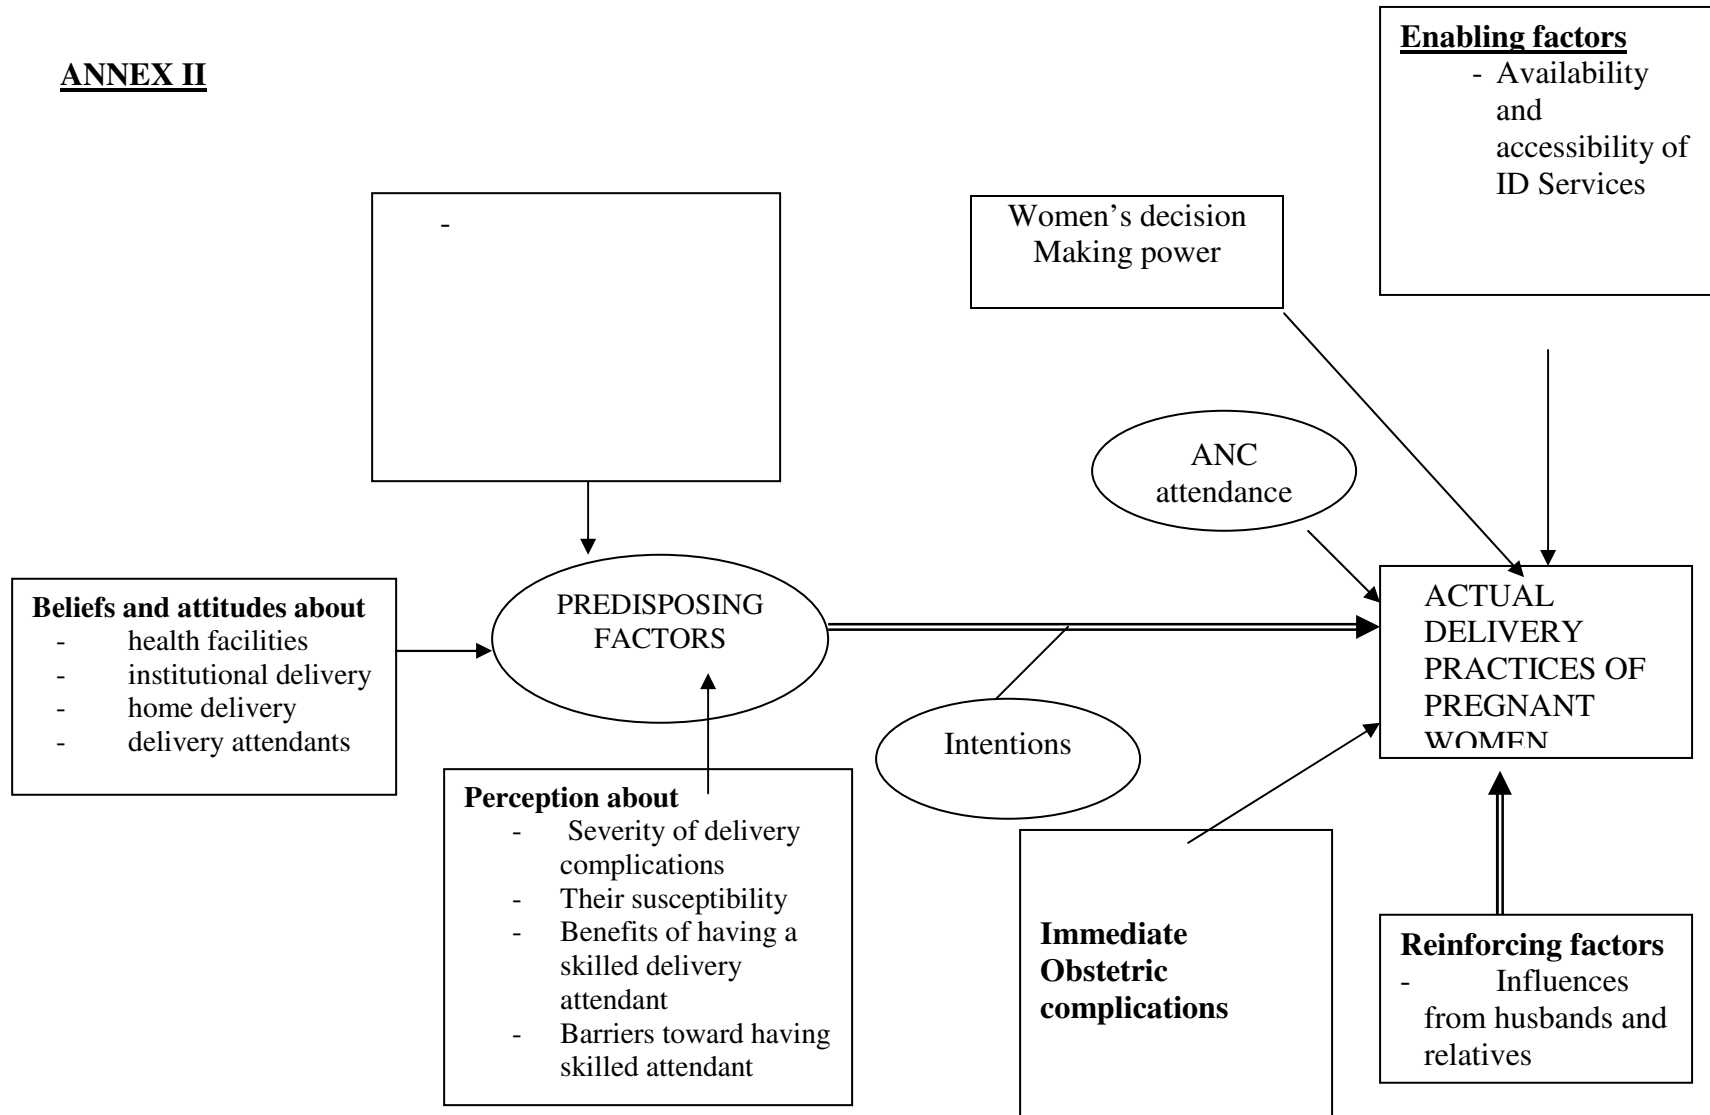 ANNEX II
Enabling factors
- Availability
and
accessibility of
ID Services
-
Women’s decision
Making power
ANC
attendance
Beliefs and attitudes about
- health facilities
- institutional delivery
- home delivery
- delivery attendants
PREDISPOSING
FACTORS
ACTUAL
DELIVERY
PRACTICES OF
PREGNANT
WOMEN
Intentions
Perception about
- Severity of delivery
complications
- Their susceptibility
- Benefits of having a
skilled delivery
attendant
- Barriers toward having
skilled attendant
Immediate
Obstetric
complications
Reinforcing factors
- Influences
from husbands and
relatives